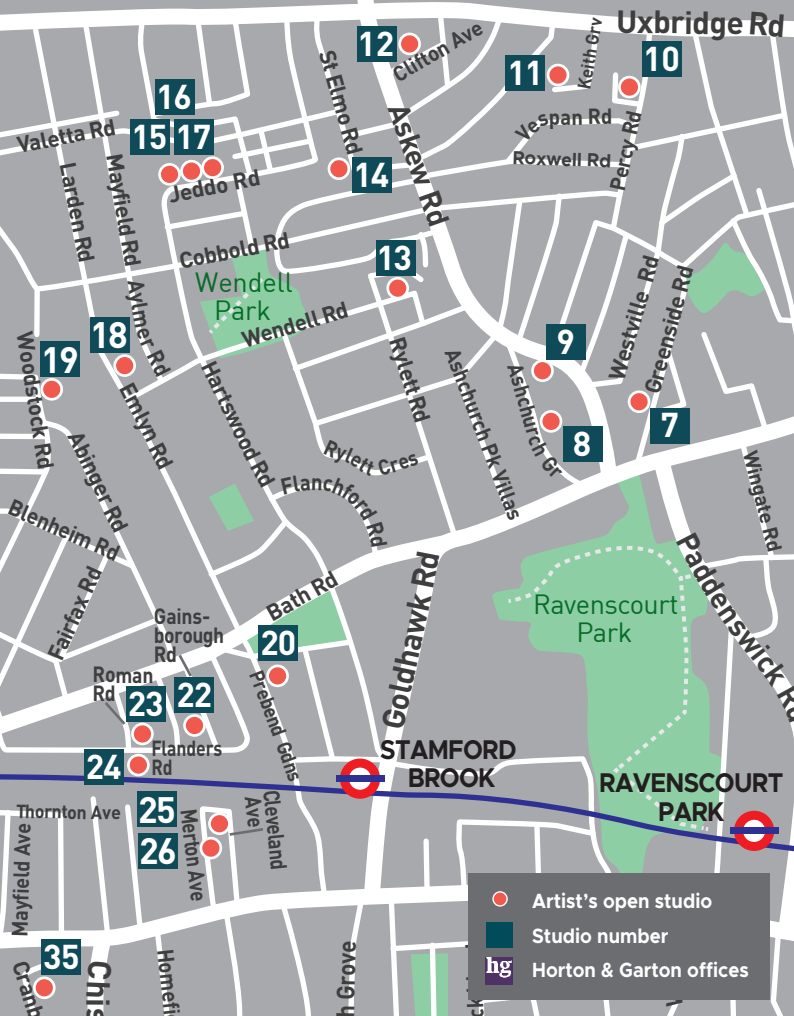 Uxbridge Rd
12
Clifton Ave
11
Keith Grv
10
St Elmo Rd
16
Askew Rd
Vespan Rd
Valetta Rd
15
17
Percy Rd
Roxwell Rd
14
Larden Rd
Mayfield Rd
Jeddo Rd
Cobbold Rd
13
Wendell
Park
Westville Rd
Greenside Rd
Aylmer Rd
Wendell Rd
18
9
19
Woodstock Rd
Emlyn Rd
Hartswood Rd
Rylett Rd
Ashchurch Pk Villas
Ashchurch Gr
7
8
Abinger Rd
Rylett Cres
Wingate Rd
Flanchford Rd
Blenheim Rd
Paddenswick Rd
Goldhawk Rd
Bath Rd
Fairfax Rd
Ravenscourt
Park
Gains-
borough
Rd
20
Roman
Rd
22
23
Prebend Gdns
Flanders
Rd
24
STAMFORD
BROOK
RAVENSCOURT
PARK
Thornton Ave
25
Cleveland
Ave
Merton Ave
26
Mayfield Ave
35
Cranb
Chis
Homefi
h Grove
Artist's open studio
Studio number
hg
Horton & Garton offices